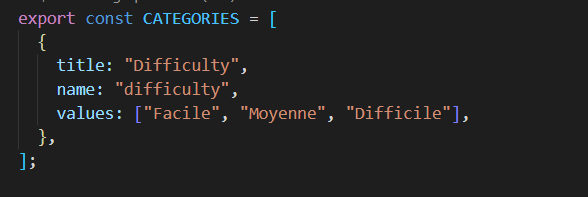 export const CATEGORIES = [
{
title: "Difficulty",
name: "difficulty",
values: ["Facile", "Moyenne", "Difficile"],
},
];